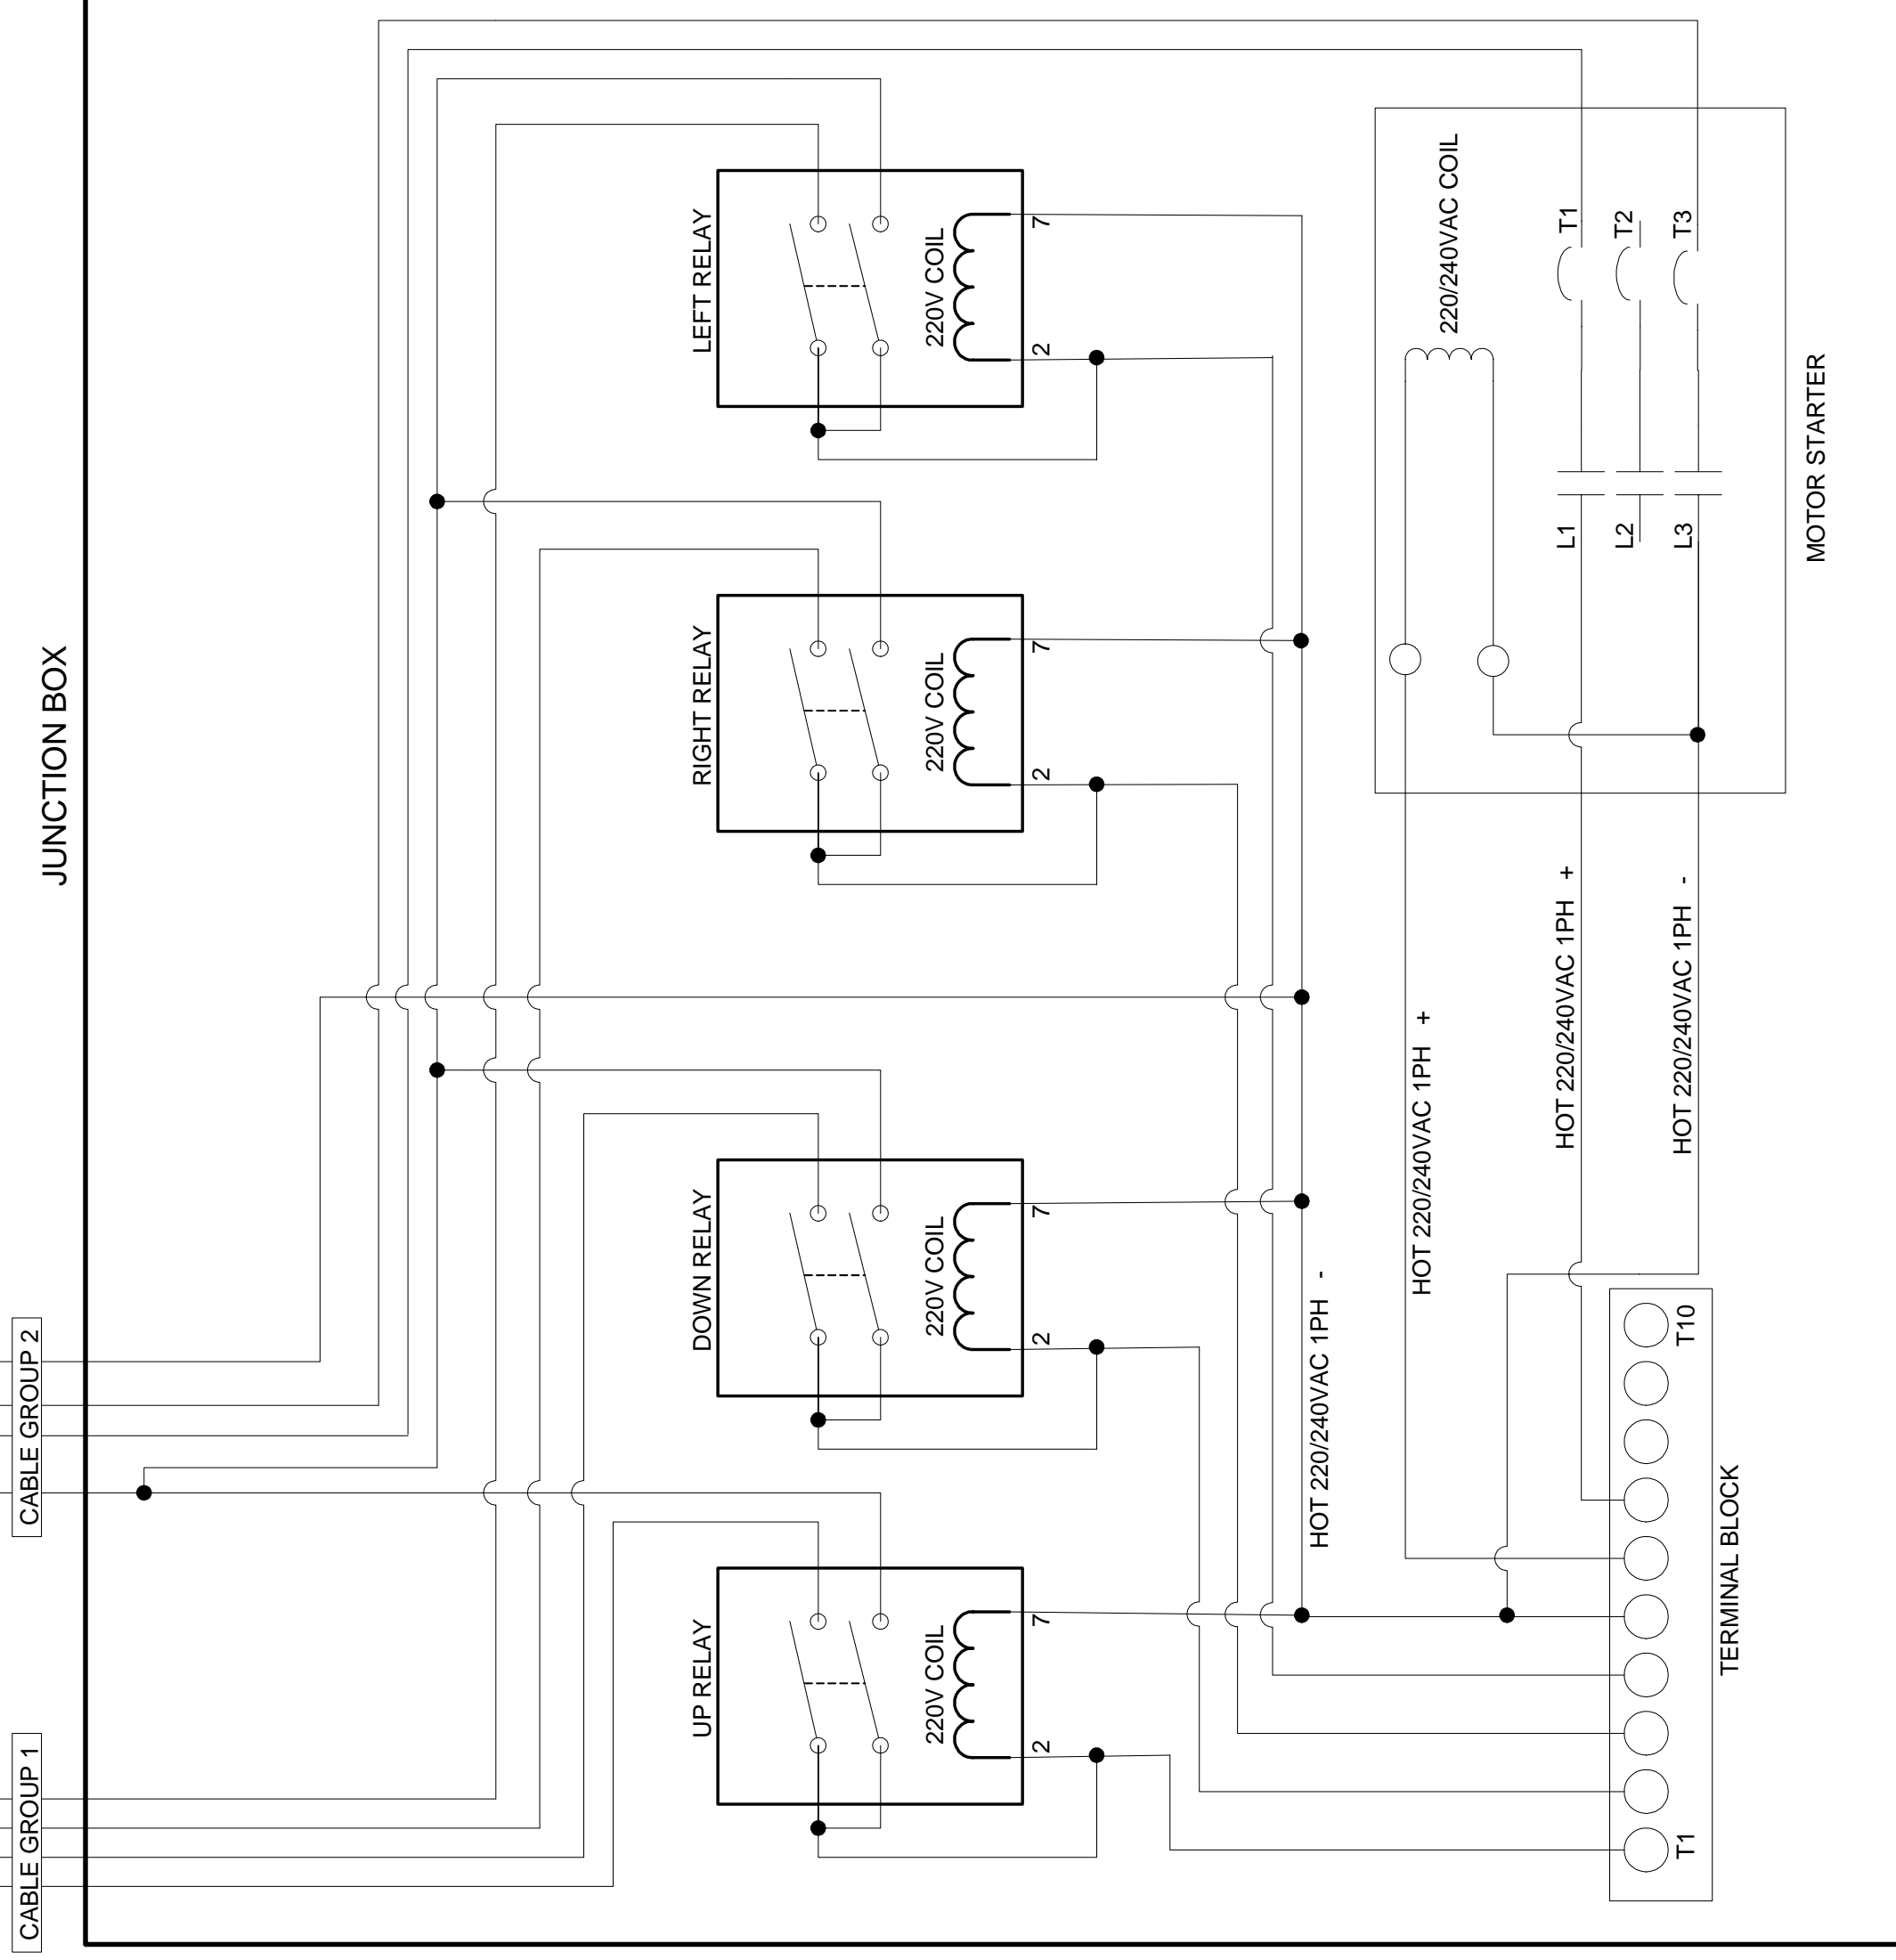 JUNCTION BOX
CABLE GROUP 1
CABLE GROUP 2
UP RELAY
220V COIL
2
7
DOWN RELAY
220V COIL
2
7
RIGHT RELAY
220V COIL
2
7
LEFT RELAY
220V COIL
2
7
HOT 220/240VAC 1PH -
HOT 220/240VAC 1PH +
HOT 220/240VAC 1PH +
HOT 220/240VAC 1PH -
220/240VAC COIL
L1
T1
L2
T2
L3
T3
MOTOR STARTER
T1
T10
TERMINAL BLOCK